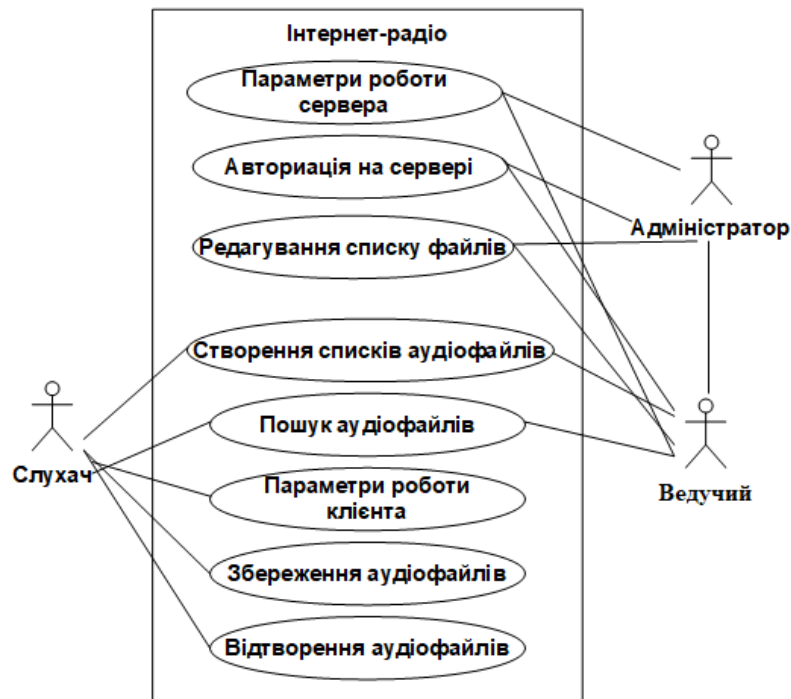 Інтернет-радіо
Параметри роботи
сервера
Авториація на сервері
Адміністратор
Редагування списку файлів
Створення списків аудіофайлів
Пошук аудіофайлів
Слухач
Ведучий
Параметри роботи
клієнта
Збереження аудіофайлів
Відтворення аудіофайлів